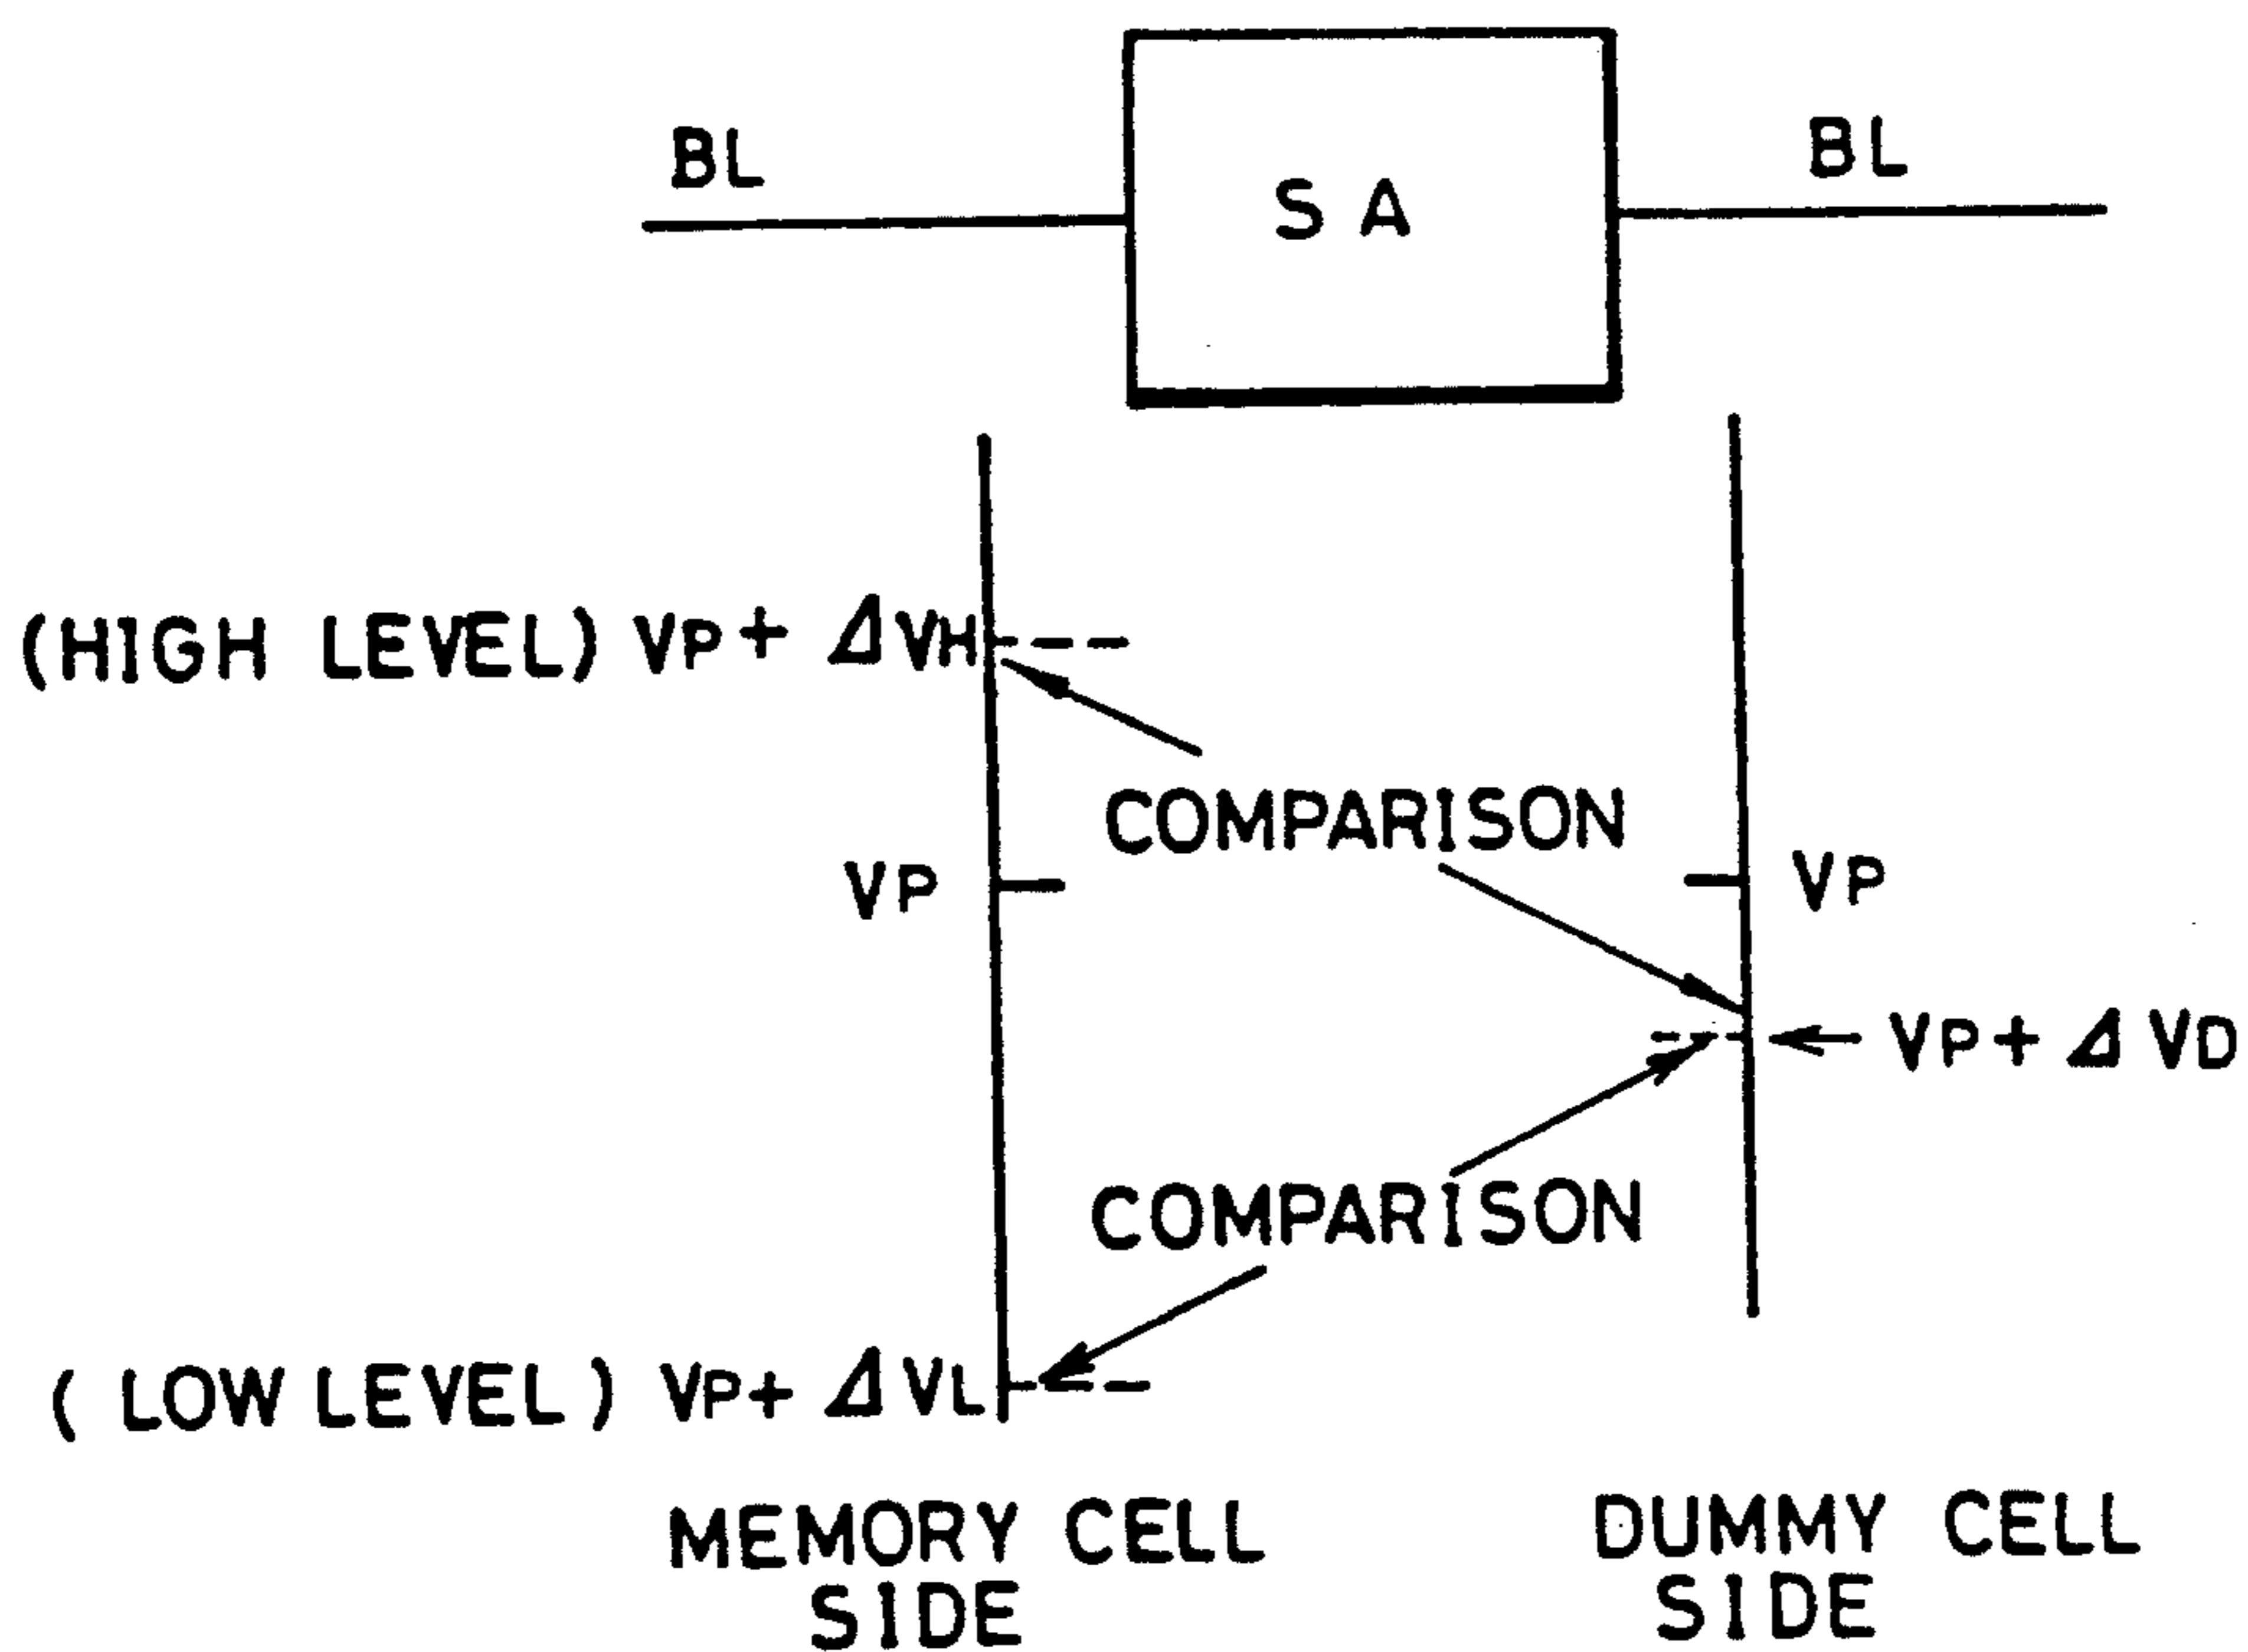 BL
SA
BL
(HIGH LEVEL) VP+ ΔVH
COMPARISON
VP
VP
VP+ ΔVD
COMPARISON
(LOW LEVEL) VP+ ΔVL
MEMORY CELL
SIDE
DUMMY CELL
SIDE